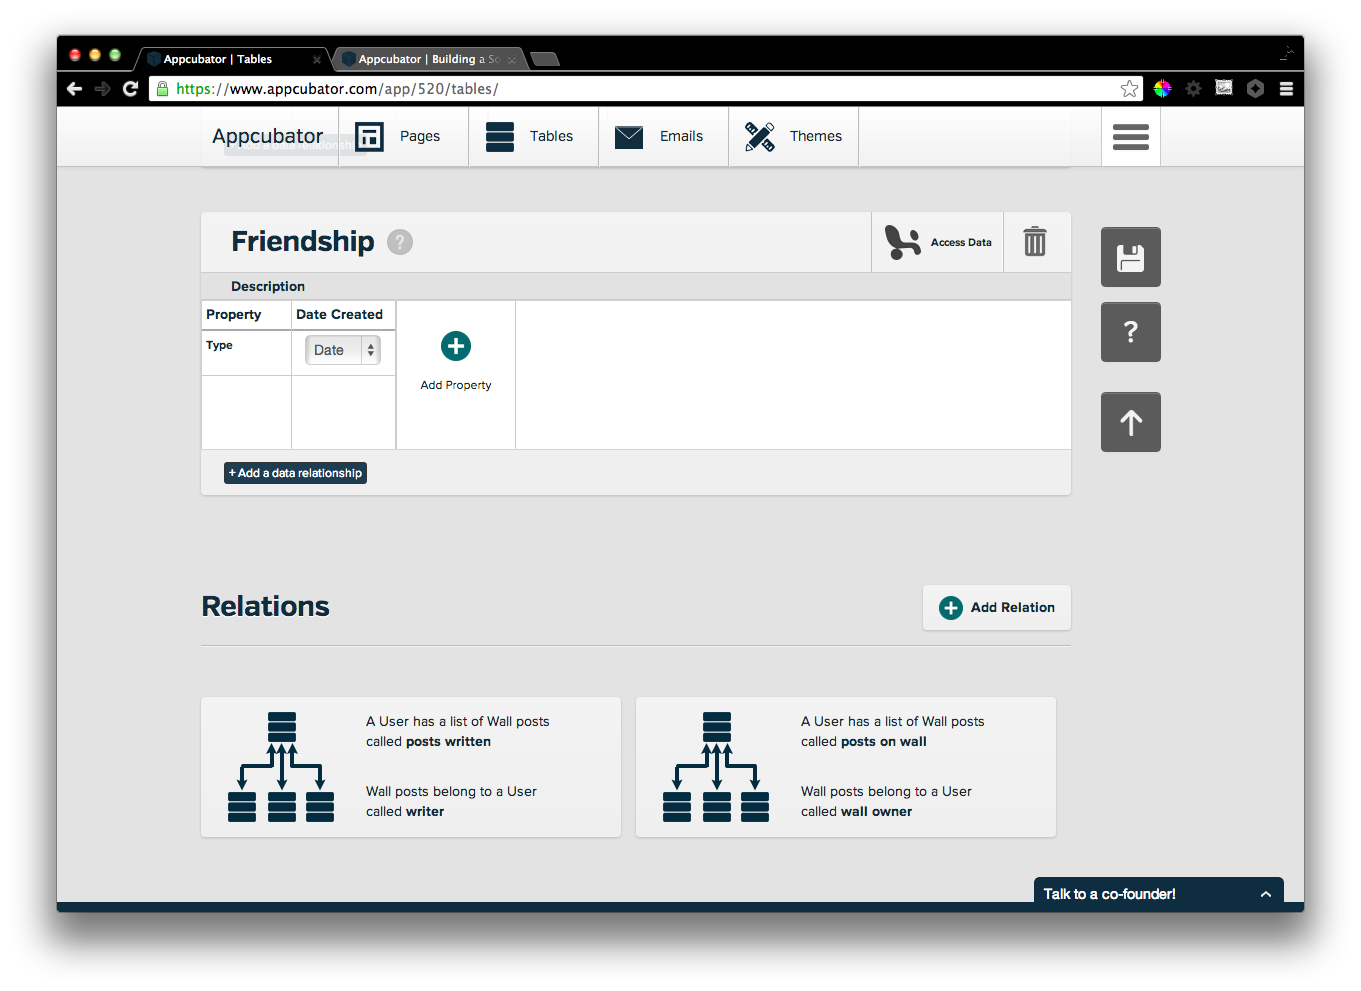 Appcubator | Tables
Appcubator | Building a So
https://www.appcubator.com/app/520/tables/
Appcubator
Pages
Tables
Emails
Themes
+ Add a data relationship
Friendship ?
Access Data
Description
Property
Date Created
Type
Date
Add Property
?
+ Add a data relationship
Relations
Add Relation
A User has a list of Wall posts
called posts written
Wall posts belong to a User
called writer
A User has a list of Wall posts
called posts on wall
Wall posts belong to a User
called wall owner
Talk to a co-founder!